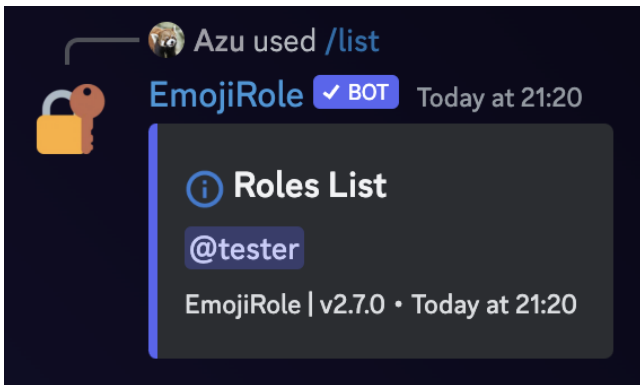 Azu used /list
EmojiRole ✓ BOT Today at 21:20
Roles List
@tester
EmojiRole | v2.7.0 • Today at 21:20